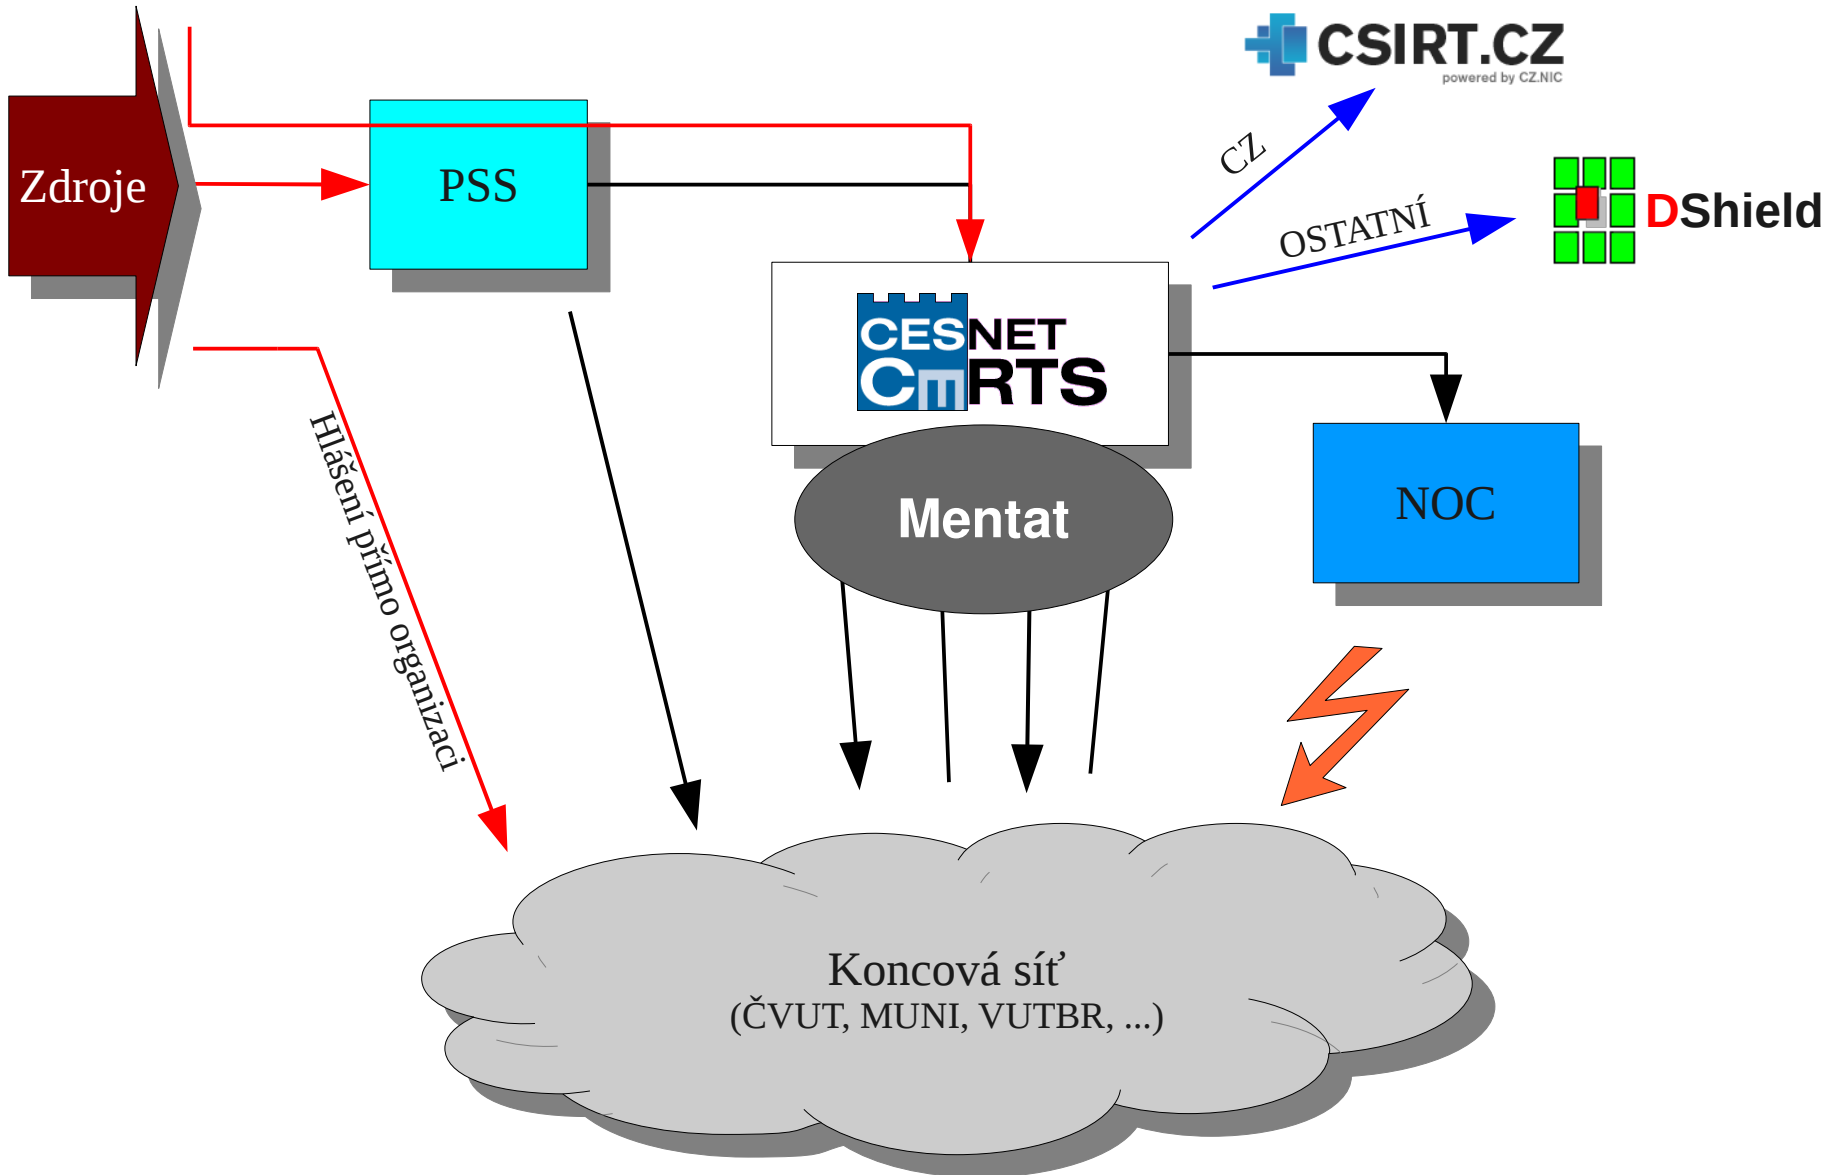 CSIRT.CZ
powered by CZ.NIC
Zdroje
PSS
CZ
OSTATNÍ
DShield
CESNET
CERTS
Hlášení přímo organizaci
Mentat
NOC
Koncová síť
(ČVUT, MUNI, VUTBR, ...)